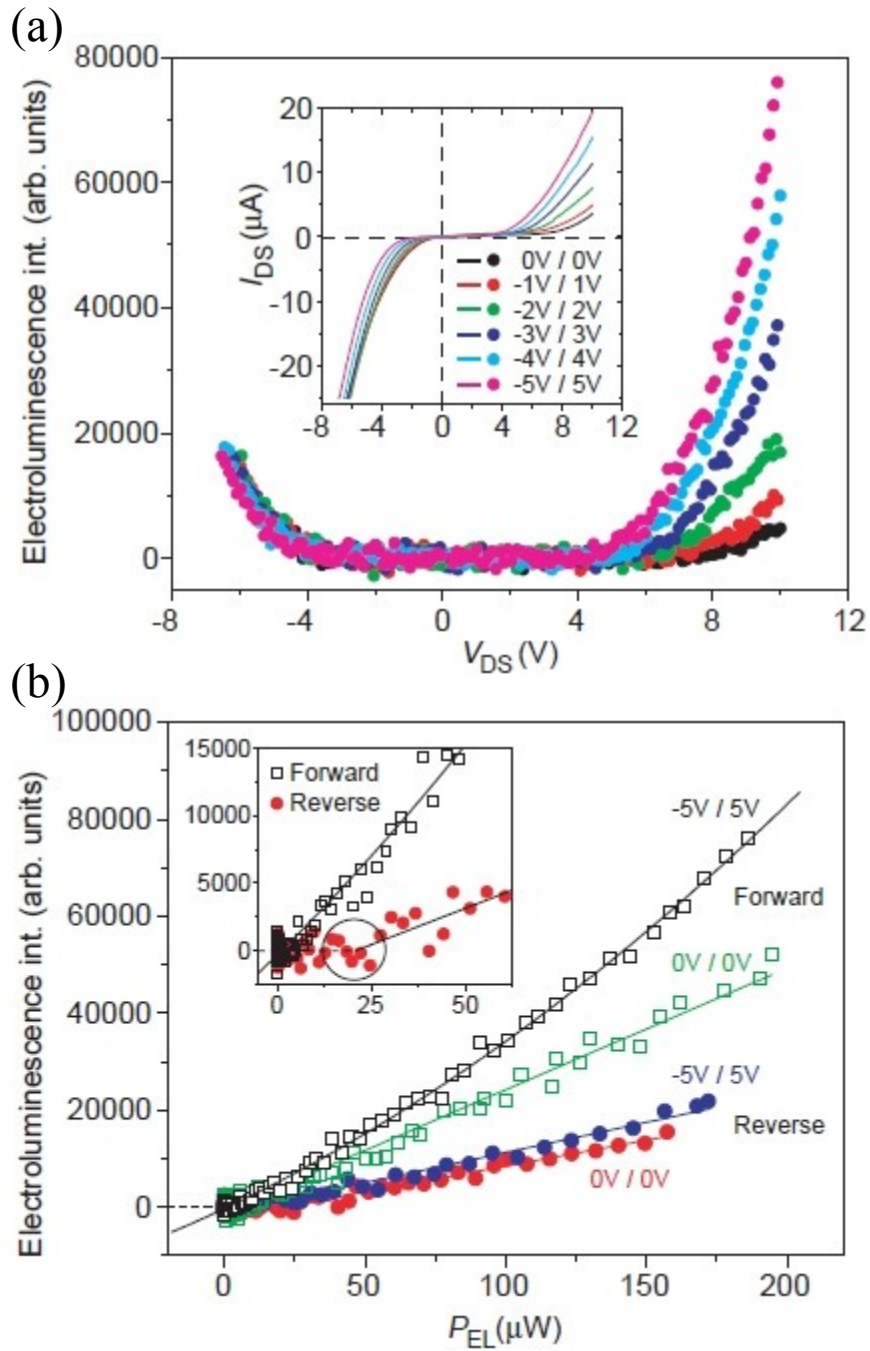 (a)
80000
60000
40000
20000
0
Electroluminescence int. (arb. units)
20
10
0
-10
-20
I_DS (μA)
-8 -4 0 4 8 12
0V / 0V
-1V / 1V
-2V / 2V
-3V / 3V
-4V / 4V
-5V / 5V
-8 -4 0 4 8 12
V_DS (V)
(b)
100000
80000
60000
40000
20000
0
Electroluminescence int. (arb. units)
15000
10000
5000
0
Forward
Reverse
0 25 50
-5V / 5V
Forward
0V / 0V
-5V / 5V
Reverse
0V / 0V
0 50 100 150 200
P_EL (μW)